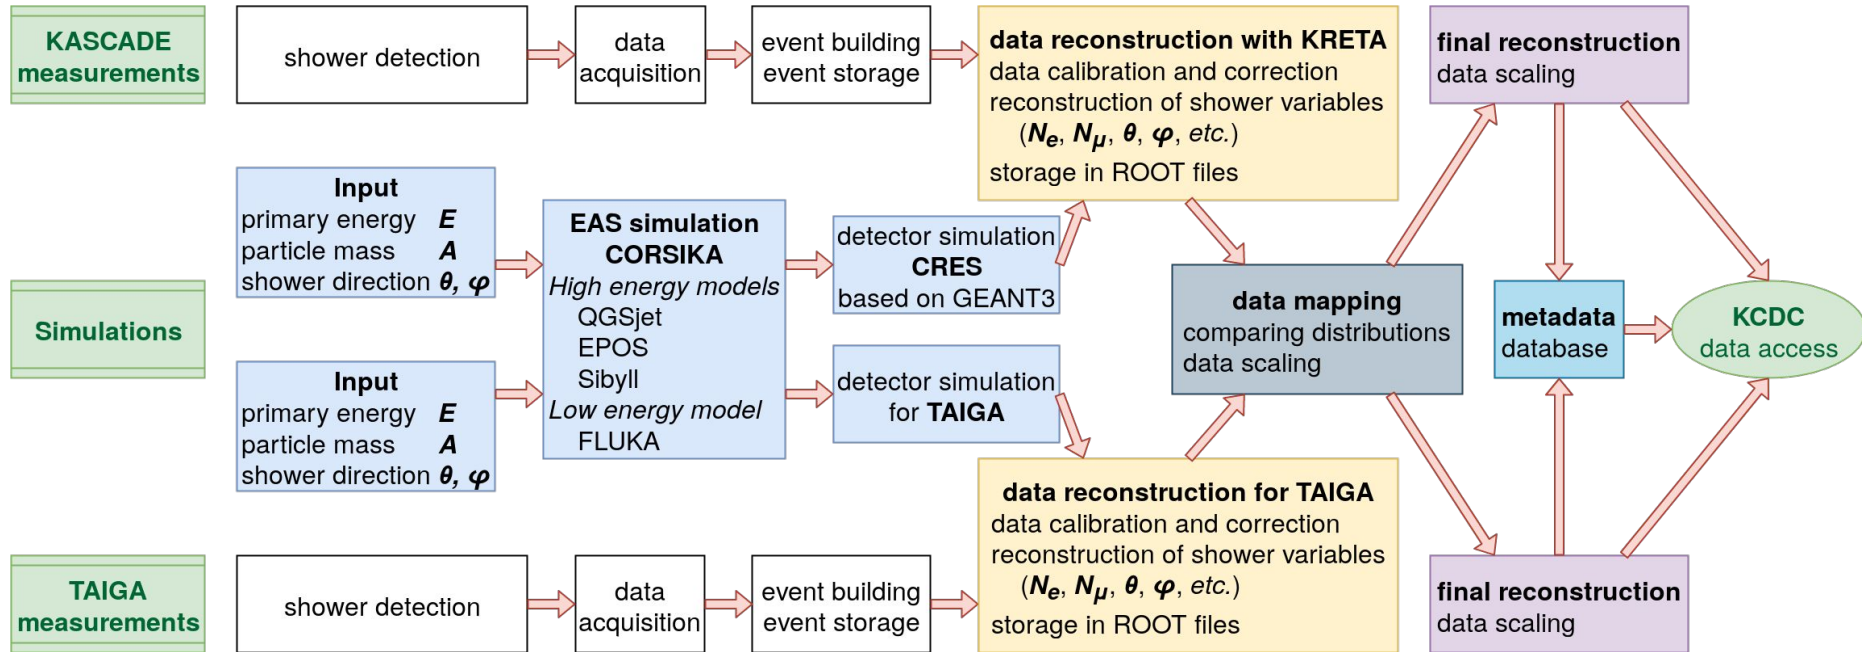 KASCADE
measurements
shower detection
data
acquisition
event building
event storage
data reconstruction with KRETA
data calibration and correction
reconstruction of shower variables
(Ne, Nμ, θ, φ, etc.)
storage in ROOT files
final reconstruction
data scaling
Input
primary energy E
particle mass A
shower direction θ, φ
EAS simulation
CORSIKA
High energy models
QGSjet
EPOS
Sibyll
Low energy model
FLUKA
detector simulation
CRES
based on GEANT3
Simulations
data mapping
comparing distributions
data scaling
metadata
database
KCDC
data access
Input
primary energy E
particle mass A
shower direction θ, φ
detector simulation
for TAIGA
data reconstruction for TAIGA
data calibration and correction
reconstruction of shower variables
(Ne, Nμ, θ, φ, etc.)
storage in ROOT files
TAIGA
measurements
shower detection
data
acquisition
event building
event storage
final reconstruction
data scaling